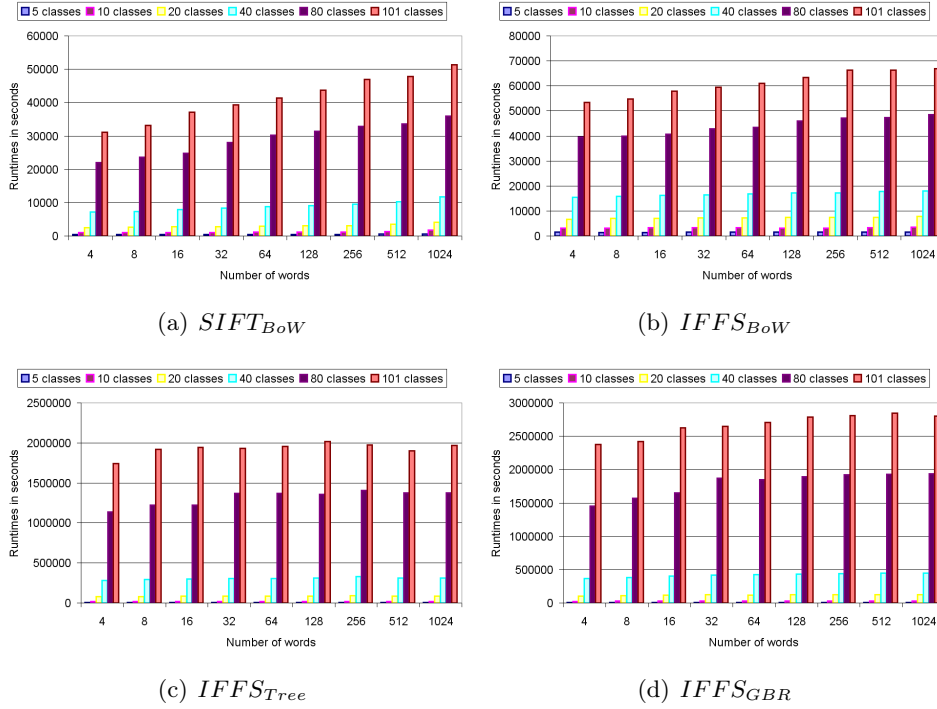 5 classes 10 classes 20 classes 40 classes 80 classes 101 classes
60000
50000
40000
30000
20000
10000
0
Runtimes in seconds
4 8 16 32 64 128 256 512 1024
Number of words
(a) SIFT_BoW
5 classes 10 classes 20 classes 40 classes 80 classes 101 classes
80000
70000
60000
50000
40000
30000
20000
10000
0
Runtimes in seconds
4 8 16 32 64 128 256 512 1024
Number of words
(b) IFFS_BoW
5 classes 10 classes 20 classes 40 classes 80 classes 101 classes
2500000
2000000
1500000
1000000
500000
0
Runtimes in seconds
4 8 16 32 64 128 256 512 1024
Number of words
(c) IFFS_Tree
5 classes 10 classes 20 classes 40 classes 80 classes 101 classes
3000000
2500000
2000000
1500000
1000000
500000
0
Runtimes in seconds
4 8 16 32 64 128 256 512 1024
Number of words
(d) IFFS_GBR